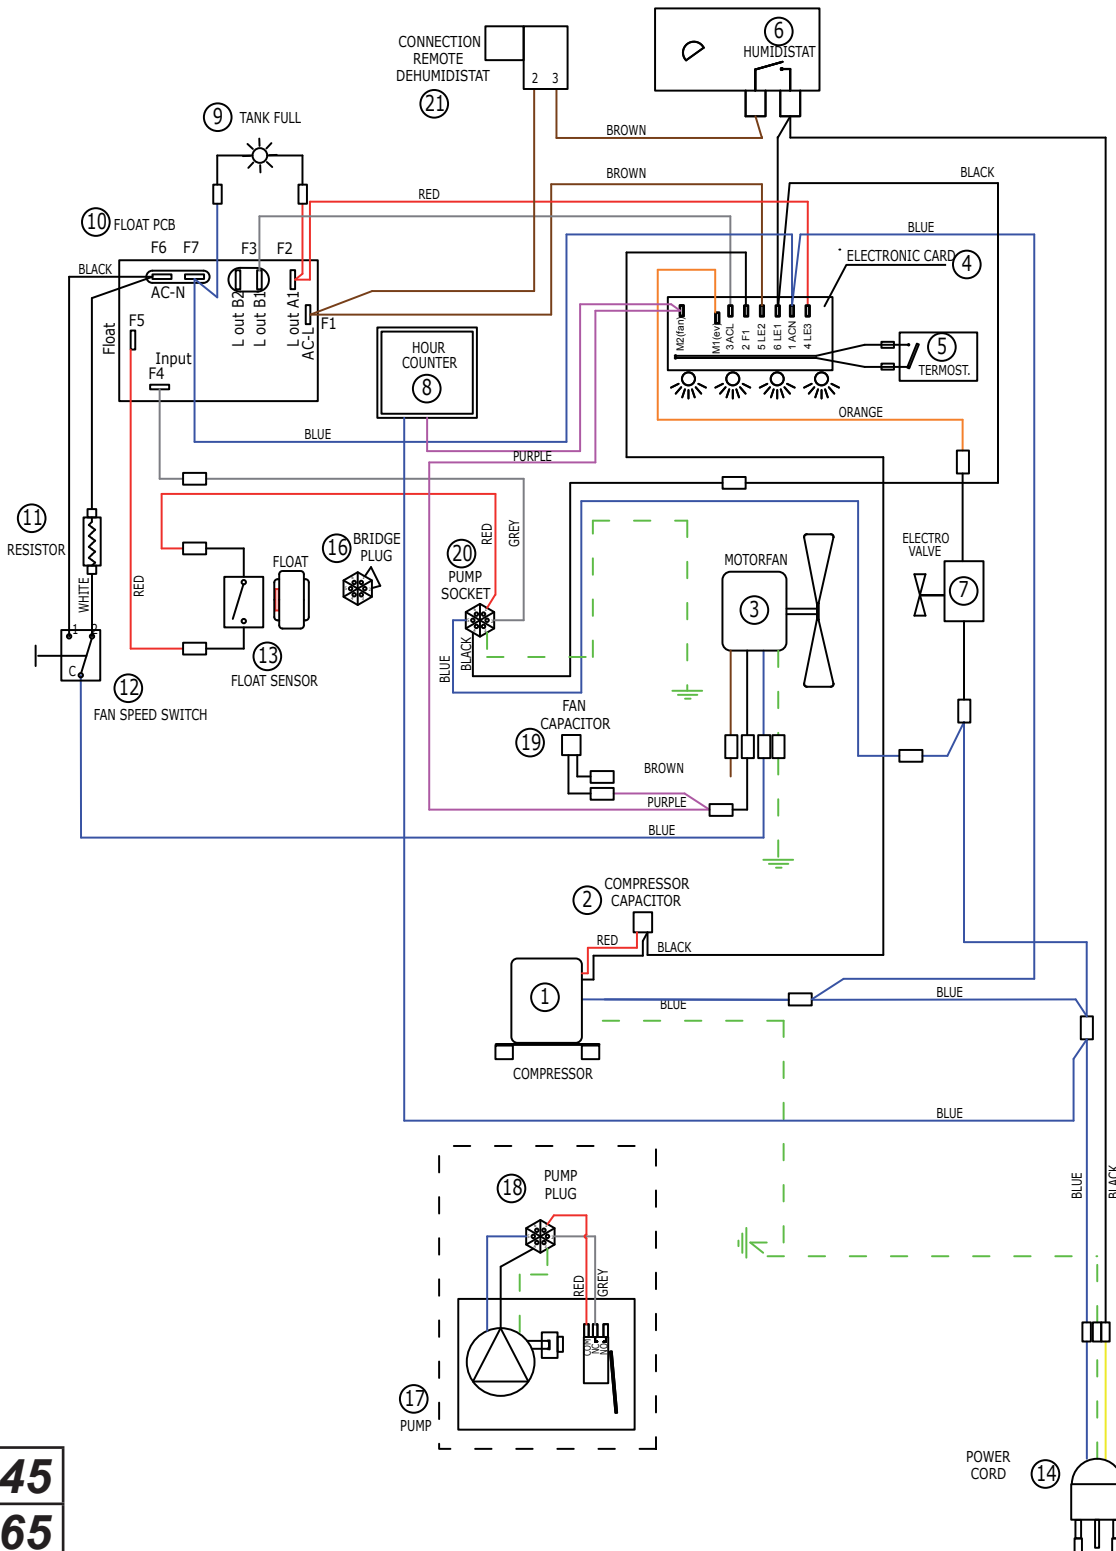 CONNECTION
REMOTE
DEHUMIDISTAT
21
2 3
6
HUMIDISTAT
9 TANK FULL
BROWN
BROWN
BLACK
RED
10 FLOAT PCB
BLUE
F6 F7 F3 F2
BLACK
AC-N
L out B2
L out B1
L out A1
AC-L
F1
Float
F5
Input
F4
* ELECTRONIC CARD 4
M2(fan)
M1(ev)
3 ACL
2 F1
5 LE2
6 LE1
1 ACN
4 LE3
HOUR
COUNTER
8
5
TERMOST.
ORANGE
BLUE
PURPLE
11
RESISTOR
16 BRIDGE
PLUG
20
PUMP
SOCKET
RED
GREY
FLOAT
MOTORFAN
3
ELECTRO
VALVE
7
WHITE
RED
1 2
C
12
FAN SPEED SWITCH
13
FLOAT SENSOR
BLUE
BLACK
FAN
CAPACITOR
19
BROWN
PURPLE
BLUE
2
COMPRESSOR
CAPACITOR
RED
BLACK
1
BLUE
BLUE
COMPRESSOR
BLUE
18
PUMP
PLUG
BLUE
BLACK
RED
GREY
COM
NC
NO
17
PUMP
POWER
CORD
14
45
65